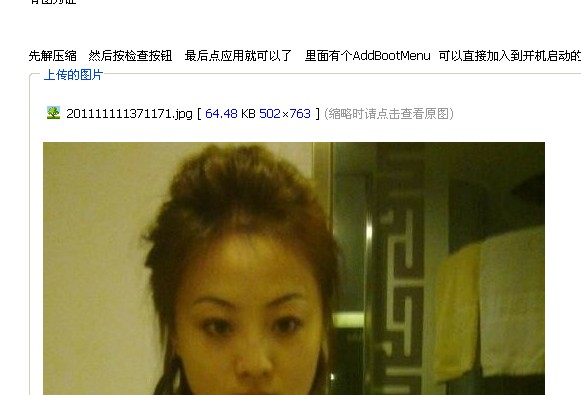 先解压缩 然后按检查按钮 最后点应用就可以了 里面有个AddBootMenu 可以直接加入到开机启动的
上传的图片
201111111371171.jpg [ 64.48 KB 502×763 ] (缩略时请点击查看原图)